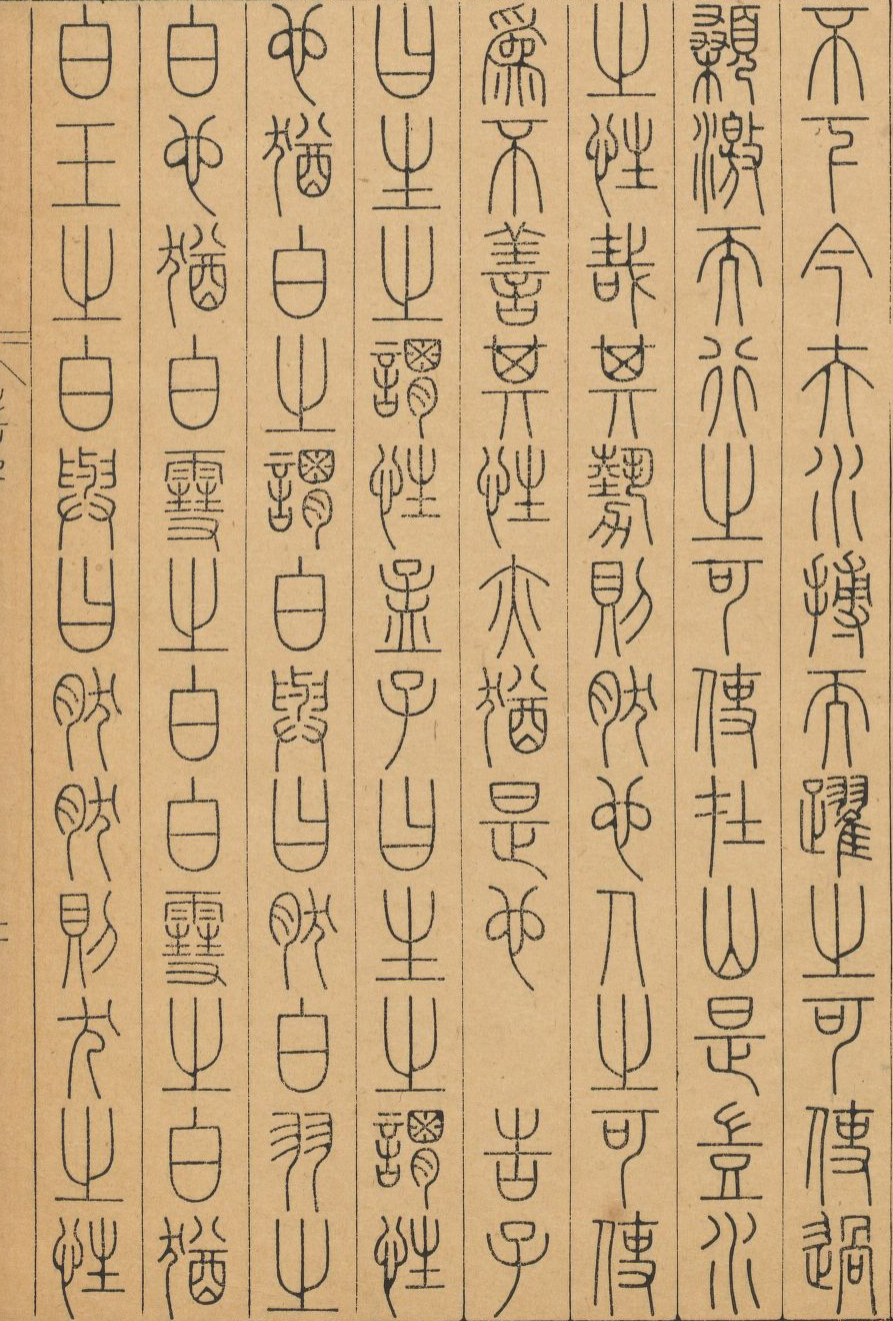 不下今夫水搏而躍之可使過
顙激而行之可使在山是豈水
之性哉其勢則然也人之可使
爲不善其性亦猶是也 告子
曰生之謂性孟子曰生之謂性
也猶白之謂白與曰然白羽之
白也猶白雪之白白雪之白猶
白玉之白與曰然然則犬之性